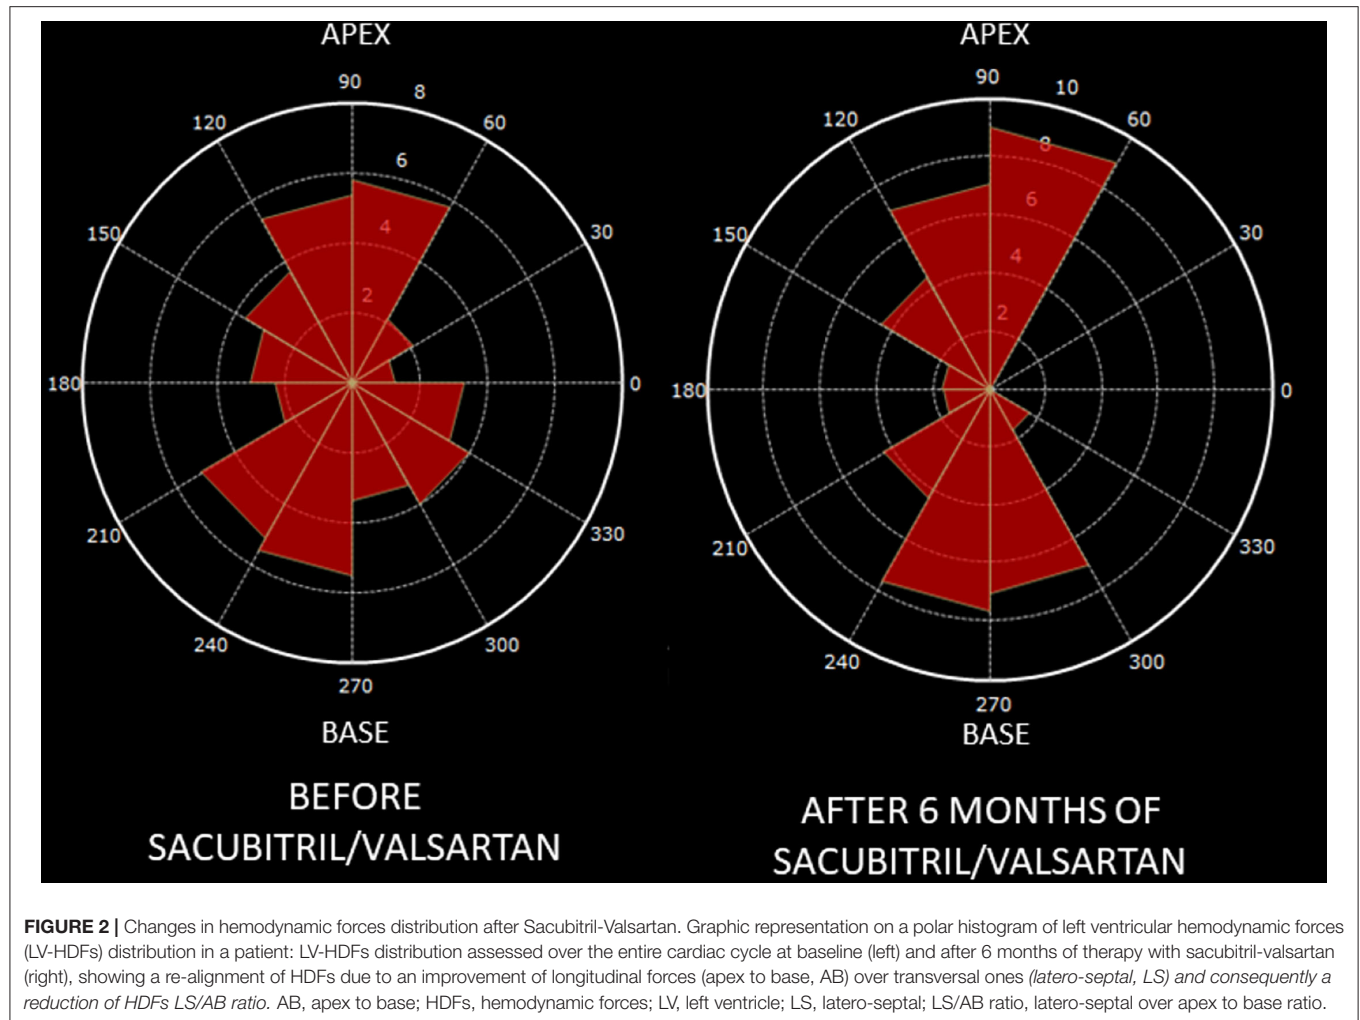 APEX
90
8
120
60
6
150
4
30
2
180
0
210
330
240
300
270
BASE
BEFORE
SACUBITRIL/VALSARTAN
APEX
90
10
120
60
8
150
6
30
4
2
180
0
210
330
240
300
270
BASE
AFTER 6 MONTHS OF
SACUBITRIL/VALSARTAN
FIGURE 2 | Changes in hemodynamic forces distribution after Sacubitril-Valsartan. Graphic representation on a polar histogram of left ventricular hemodynamic forces
(LV-HDFs) distribution in a patient: LV-HDFs distribution assessed over the entire cardiac cycle at baseline (left) and after 6 months of therapy with sacubitril-valsartan
(right), showing a re-alignment of HDFs due to an improvement of longitudinal forces (apex to base, AB) over transversal ones (latero-septal, LS) and consequently a
reduction of HDFs LS/AB ratio. AB, apex to base; HDFs, hemodynamic forces; LV, left ventricle; LS, latero-septal; LS/AB ratio, latero-septal over apex to base ratio.